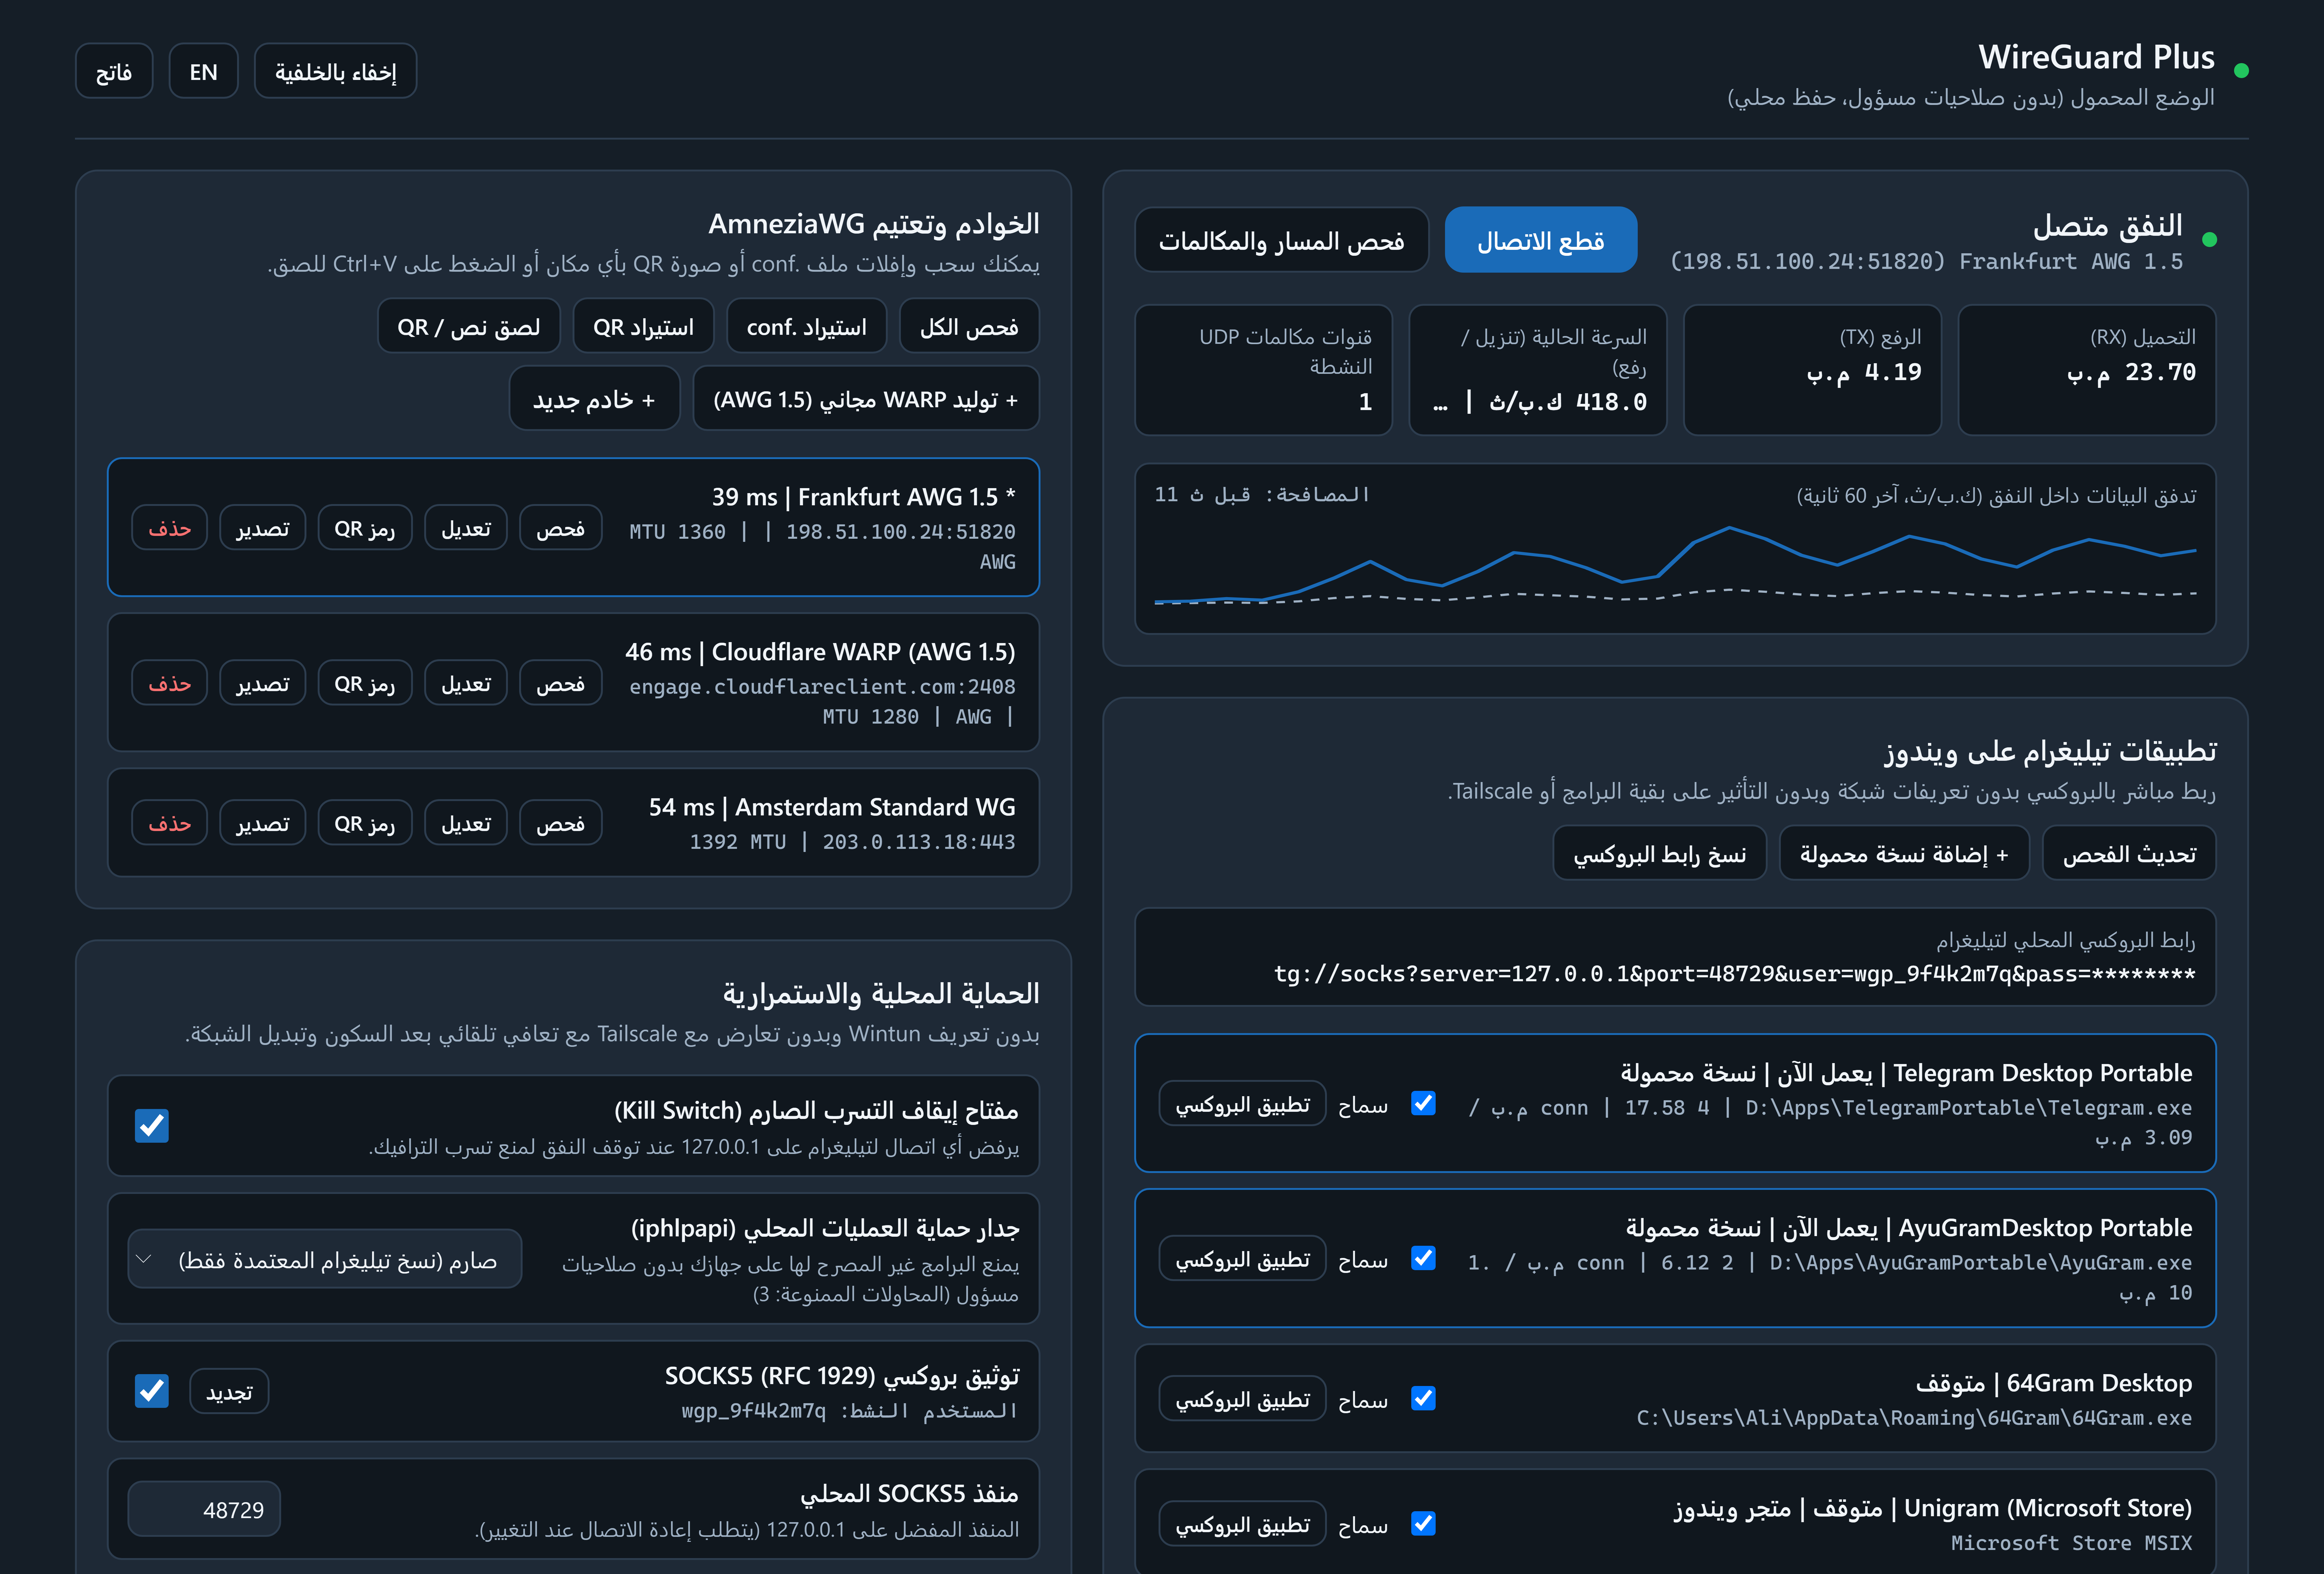 WireGuard Plus
الوضع المحمول (بدون صلاحيات مسؤول، حفظ محلي)
إخفاء بالخلفية
EN
فاتح
النفق متصل
(198.51.100.24:51820) Frankfurt AWG 1.5
قطع الاتصال
فحص المسار والمكالمات
التحميل (RX)
23.70 م.ب
الرفع (TX)
4.19 م.ب
السرعة الحالية (تنزيل /
رفع)
418.0 ك.ب/ث | ...
قنوات مكالمات UDP
النشطة
1
تدفق البيانات داخل النفق (ك.ب/ث، آخر 60 ثانية)
المصافحة: قبل ث 11
تطبيقات تيليغرام على ويندوز
ربط مباشر بالبروكسي بدون تعريفات شبكة وبدون التأثير على بقية البرامج أو Tailscale.
تحديث الفحص
+ إضافة نسخة محمولة
نسخ رابط البروكسي
رابط البروكسي المحلي لتيليغرام
tg://socks?server=127.0.0.1&port=48729&user=wgp_9f4k2m7q&pass=********
Telegram Desktop Portable | يعمل الآن | نسخة محمولة
D:\Apps\TelegramPortable\Telegram.exe | 4 conn | 17.58 م.ب /
3.09 م.ب
سماح
تطبيق البروكسي
AyuGramDesktop Portable | يعمل الآن | نسخة محمولة
D:\Apps\AyuGramPortable\AyuGram.exe | 2 conn | 6.12 م.ب / 1.
10 م.ب
سماح
تطبيق البروكسي
64Gram Desktop | متوقف
C:\Users\Ali\AppData\Roaming\64Gram\64Gram.exe
سماح
تطبيق البروكسي
Unigram (Microsoft Store) | متوقف | متجر ويندوز
Microsoft Store MSIX
سماح
تطبيق البروكسي
الخوادم وتعتيم AmneziaWG
يمكنك سحب وإفلات ملف .conf أو صورة QR بأي مكان أو الضغط على Ctrl+V للصق.
فحص الكل
استيراد .conf
استيراد QR
لصق نص / QR
+ توليد WARP مجاني (AWG 1.5)
+ خادم جديد
39 ms | Frankfurt AWG 1.5 *
MTU 1360 | | 198.51.100.24:51820
AWG
فحص
تعديل
رمز QR
تصدير
حذف
46 ms | Cloudflare WARP (AWG 1.5)
engage.cloudflareclient.com:2408
MTU 1280 | AWG |
فحص
تعديل
رمز QR
تصدير
حذف
54 ms | Amsterdam Standard WG
1392 MTU | 203.0.113.18:443
فحص
تعديل
رمز QR
تصدير
حذف
الحماية المحلية والاستمرارية
بدون تعريف Wintun وبدون تعارض مع Tailscale مع تعافي تلقائي بعد السكون وتبديل الشبكة.
مفتاح إيقاف التسرب الصارم (Kill Switch)
يرفض أي اتصال لتيليغرام على 127.0.0.1 عند توقف النفق لمنع تسرب الترافيك.
جدار حماية العمليات المحلي (iphlpapi)
يمنع البرامج غير المصرح لها على جهازك بدون صلاحيات
مسؤول (المحاولات الممنوعة: 3)
صارم (نسخ تيليغرام المعتمدة فقط)
توثيق بروكسي SOCKS5 (RFC 1929)
المستخدم النشط: wgp_9f4k2m7q
تجديد
منفذ SOCKS5 المحلي
المنفذ المفضل على 127.0.0.1 (يتطلب إعادة الاتصال عند التغيير).
48729